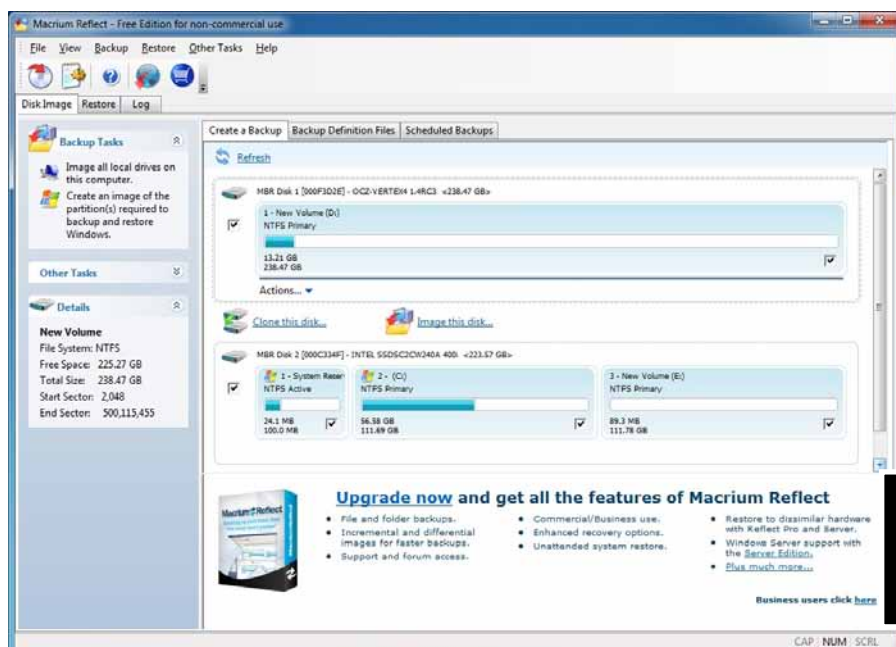 Macrium Reflect - Free Edition for non-commercial use
File View Backup Restore Other Tasks Help
Disk Image Restore Log
Backup Tasks
Image all local drives on this computer.
Create an image of the partition(s) required to backup and restore Windows.
Other Tasks
Details
New Volume
File System: NTFS
Free Space: 225.27 GB
Total Size: 238.47 GB
Start Sector: 2,048
End Sector: 500,115,455
Create a Backup Backup Definition Files Scheduled Backups
Refresh
MBR Disk 1 [000F3D2E] - OCZ-VERTEX4 1.4RC3 <238.47 GB>
1 - New Volume (D:)
NTFS Primary
13.21 GB
238.47 GB
Actions...
Clone this disk... Image this disk...
MBR Disk 2 [000C334F] - INTEL SSDSC2CW240A 400i <223.57 GB>
1 - System Reser
NTFS Active
24.1 MB
100.0 MB
2 - (C:)
NTFS Primary
56.58 GB
111.69 GB
3 - New Volume (E:)
NTFS Primary
89.3 MB
111.78 GB
Macrium Reflect
Upgrade now and get all the features of Macrium Reflect
• File and folder backups.
• Incremental and differential images for faster backups.
• Support and forum access.
• Commercial/Business use.
• Enhanced recovery options.
• Unattended system restore.
• Restore to dissimilar hardware with Reflect Pro and Server.
• Windows Server support with the Server Edition.
• Plus much more...
Business users click here
CAP NUM SCRL